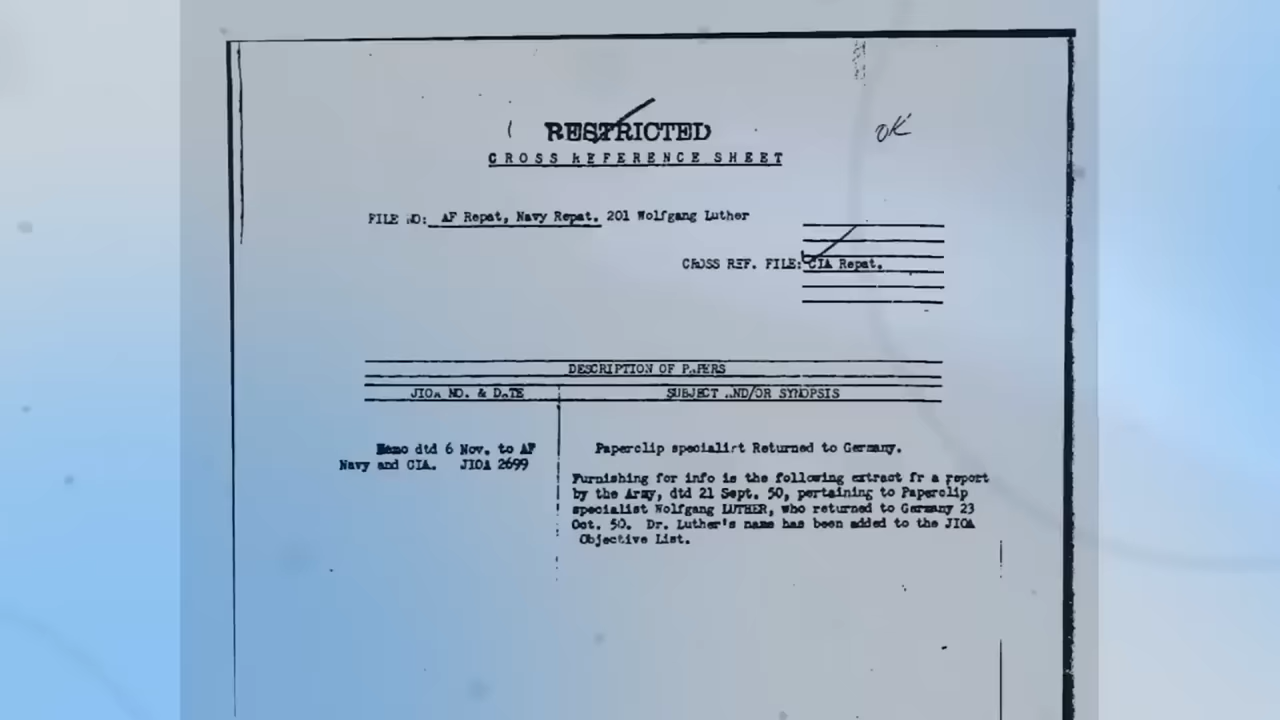 RESTRICTED
OK
CROSS REFERENCE SHEET
FILE NO: AF Repat, Navy Repat. 201 Wolfgang Luther
CROSS REF. FILE: CIA Repat.
DESCRIPTION OF PAPERS
JIOA NO. & DATE
SUBJECT AND/OR SYNOPSIS
Memo dtd 6 Nov. to AF
Navy and CIA. JIOA 2699
Paperclip specialirt Returned to Germany.
Furnishing for info is the following extract fr a report
by the Army, dtd 21 Sept. 50, pertaining to Paperclip
specialist Wolfgang LUTHER, who returned to Germany 23
Oct. 50. Dr. Luther's name has been added to the JIOA
Objective List.